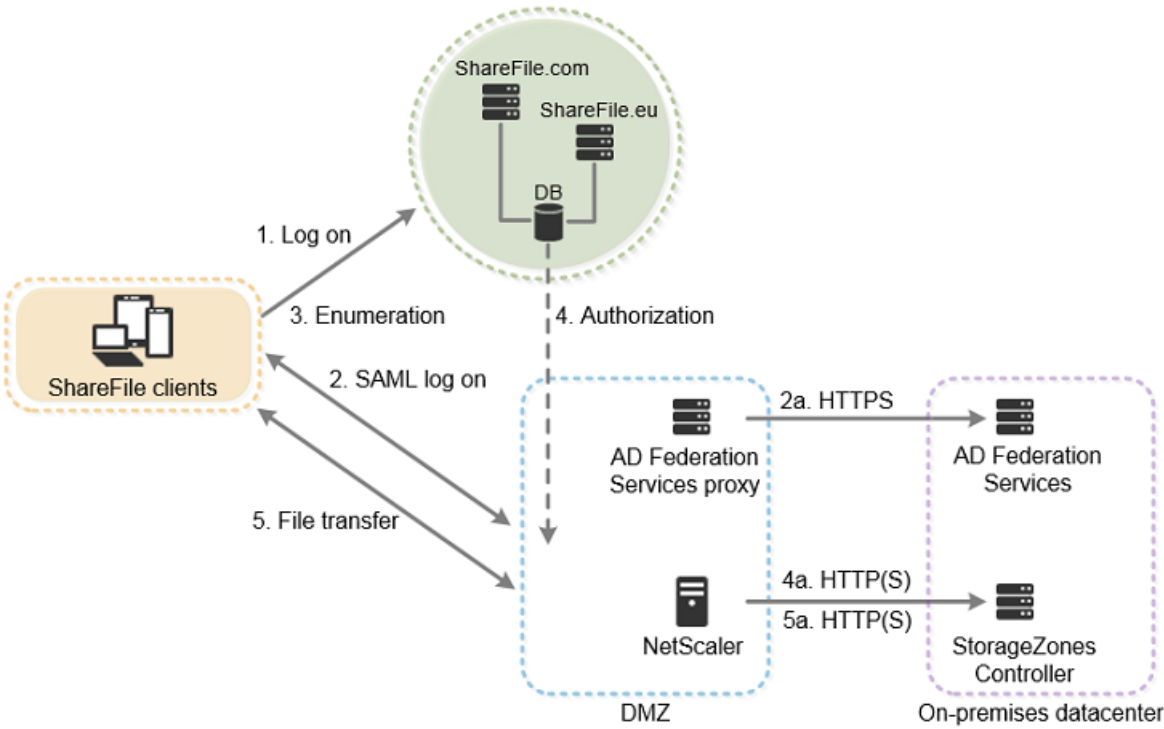 ShareFile.com
ShareFile.eu
DB
1. Log on
3. Enumeration
4. Authorization
ShareFile clients
2. SAML log on
5. File transfer
2a. HTTPS
AD Federation
Services proxy
AD Federation
Services
4a. HTTP(S)
5a. HTTP(S)
NetScaler
StorageZones
Controller
DMZ
On-premises datacenter